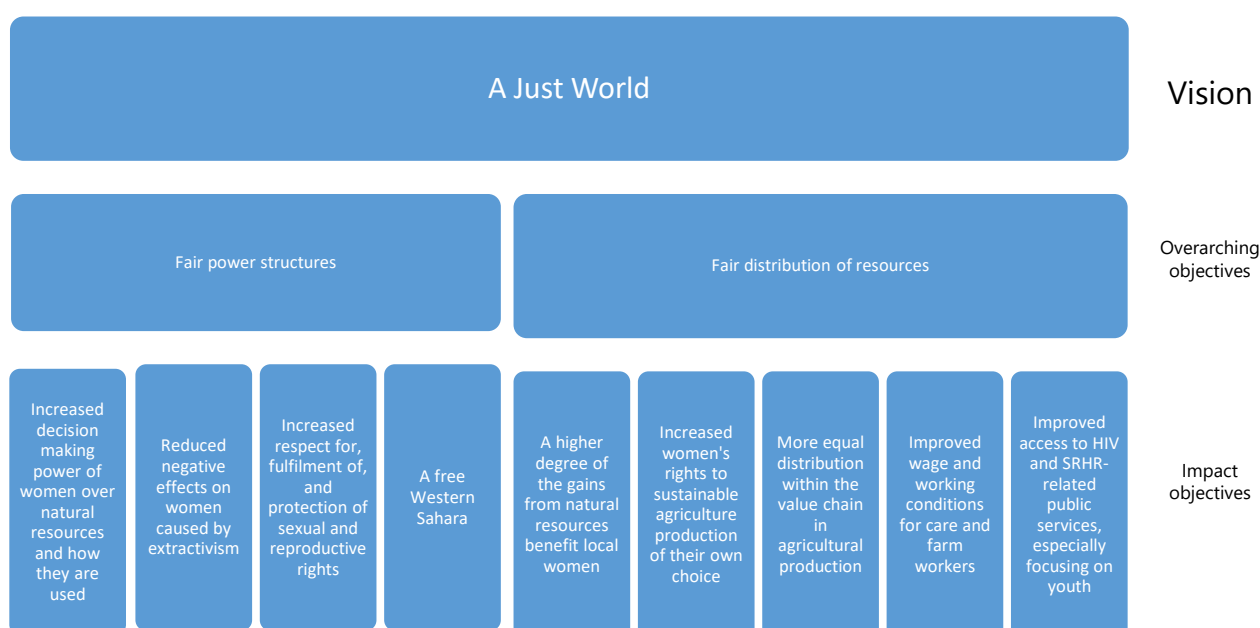 A Just World
Vision
Fair power structures
Fair distribution of resources
Overarching
objectives
Increased
decision
making
power of
women over
natural
resources
and how
they are
used
Reduced
negative
effects on
women
caused by
extractivism
Increased
respect for,
fulfilment of,
and
protection of
sexual and
reproductive
rights
A free
Western
Sahara
A higher
degree of
the gains
from natural
resources
benefit local
women
Increased
women's
rights to
sustainable
agriculture
production
of their own
choice
More equal
distribution
within the
value chain
in
agricultural
production
Improved
wage and
working
conditions
for care and
farm
workers
Improved
access to HIV
and SRHR-
related
public
services,
especially
focusing on
youth
Impact
objectives